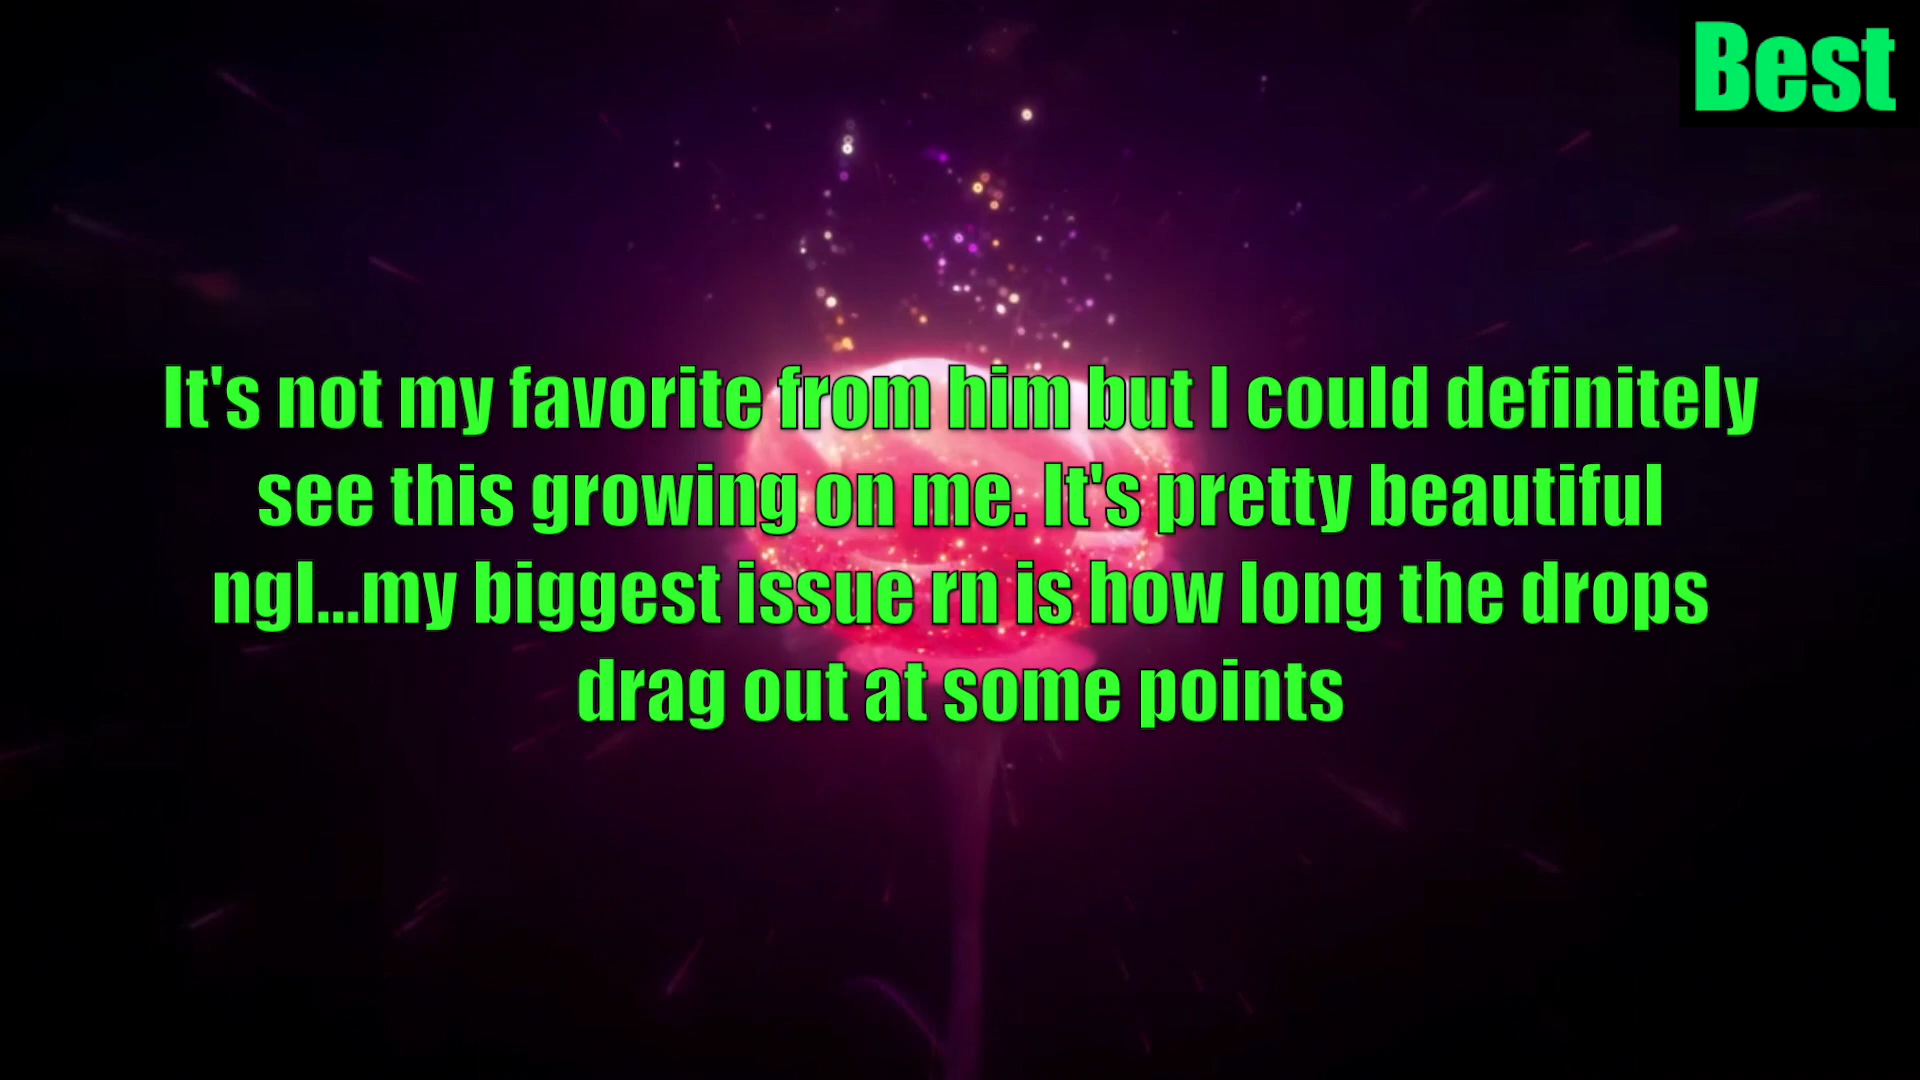 Best
It's not my favorite from him but I could definitely
see this growing on me. It's pretty beautiful
ngl...my biggest issue rn is how long the drops
drag out at some points